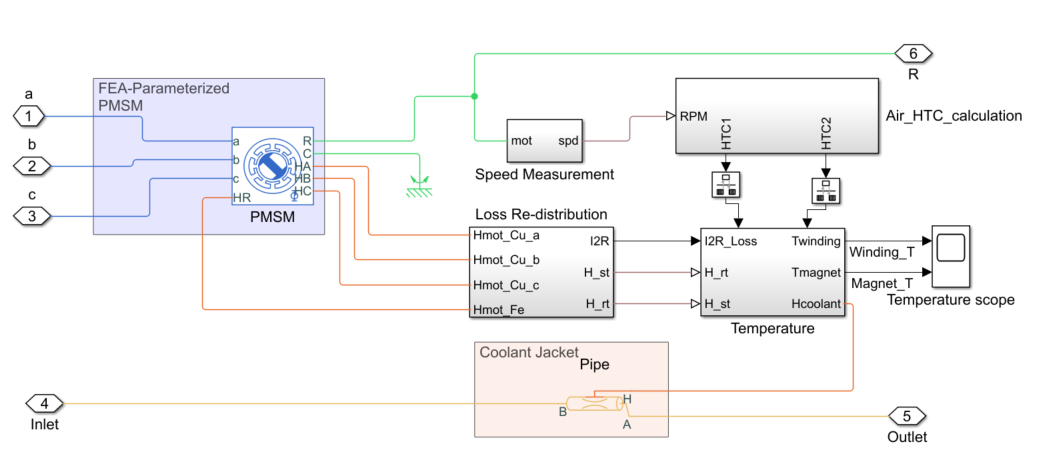 6
R
FEA-Parameterized
PMSM
a
1
RPM
HTC1
HTC2
Air_HTC_calculation
a
R
mot
spd
b
C
2
b
HA
Speed Measurement
c
HB
c
HC
3
HR
PMSM
Loss Re-distribution
Hmot_Cu_a
I2R
I2R_Loss
Twinding
Winding_T
Hmot_Cu_b
H_st
H_rt
Tmagnet
Magnet_T
Hmot_Cu_c
Temperature scope
H_rt
H_st
Hcoolant
Hmot_Fe
Temperature
Coolant Jacket
Pipe
4
Inlet
B
H
A
5
Outlet